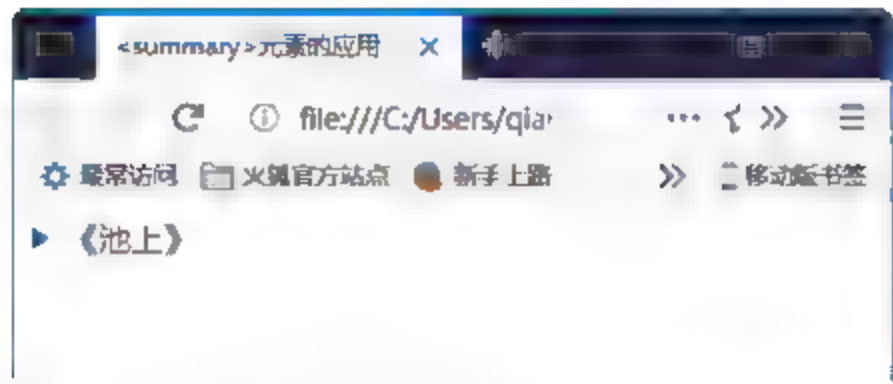 <summary>元素的应用 ×
file:///C:/Users/qia ···
最常访问 火狐官方站点 新手上路 移动版书签
《池上》